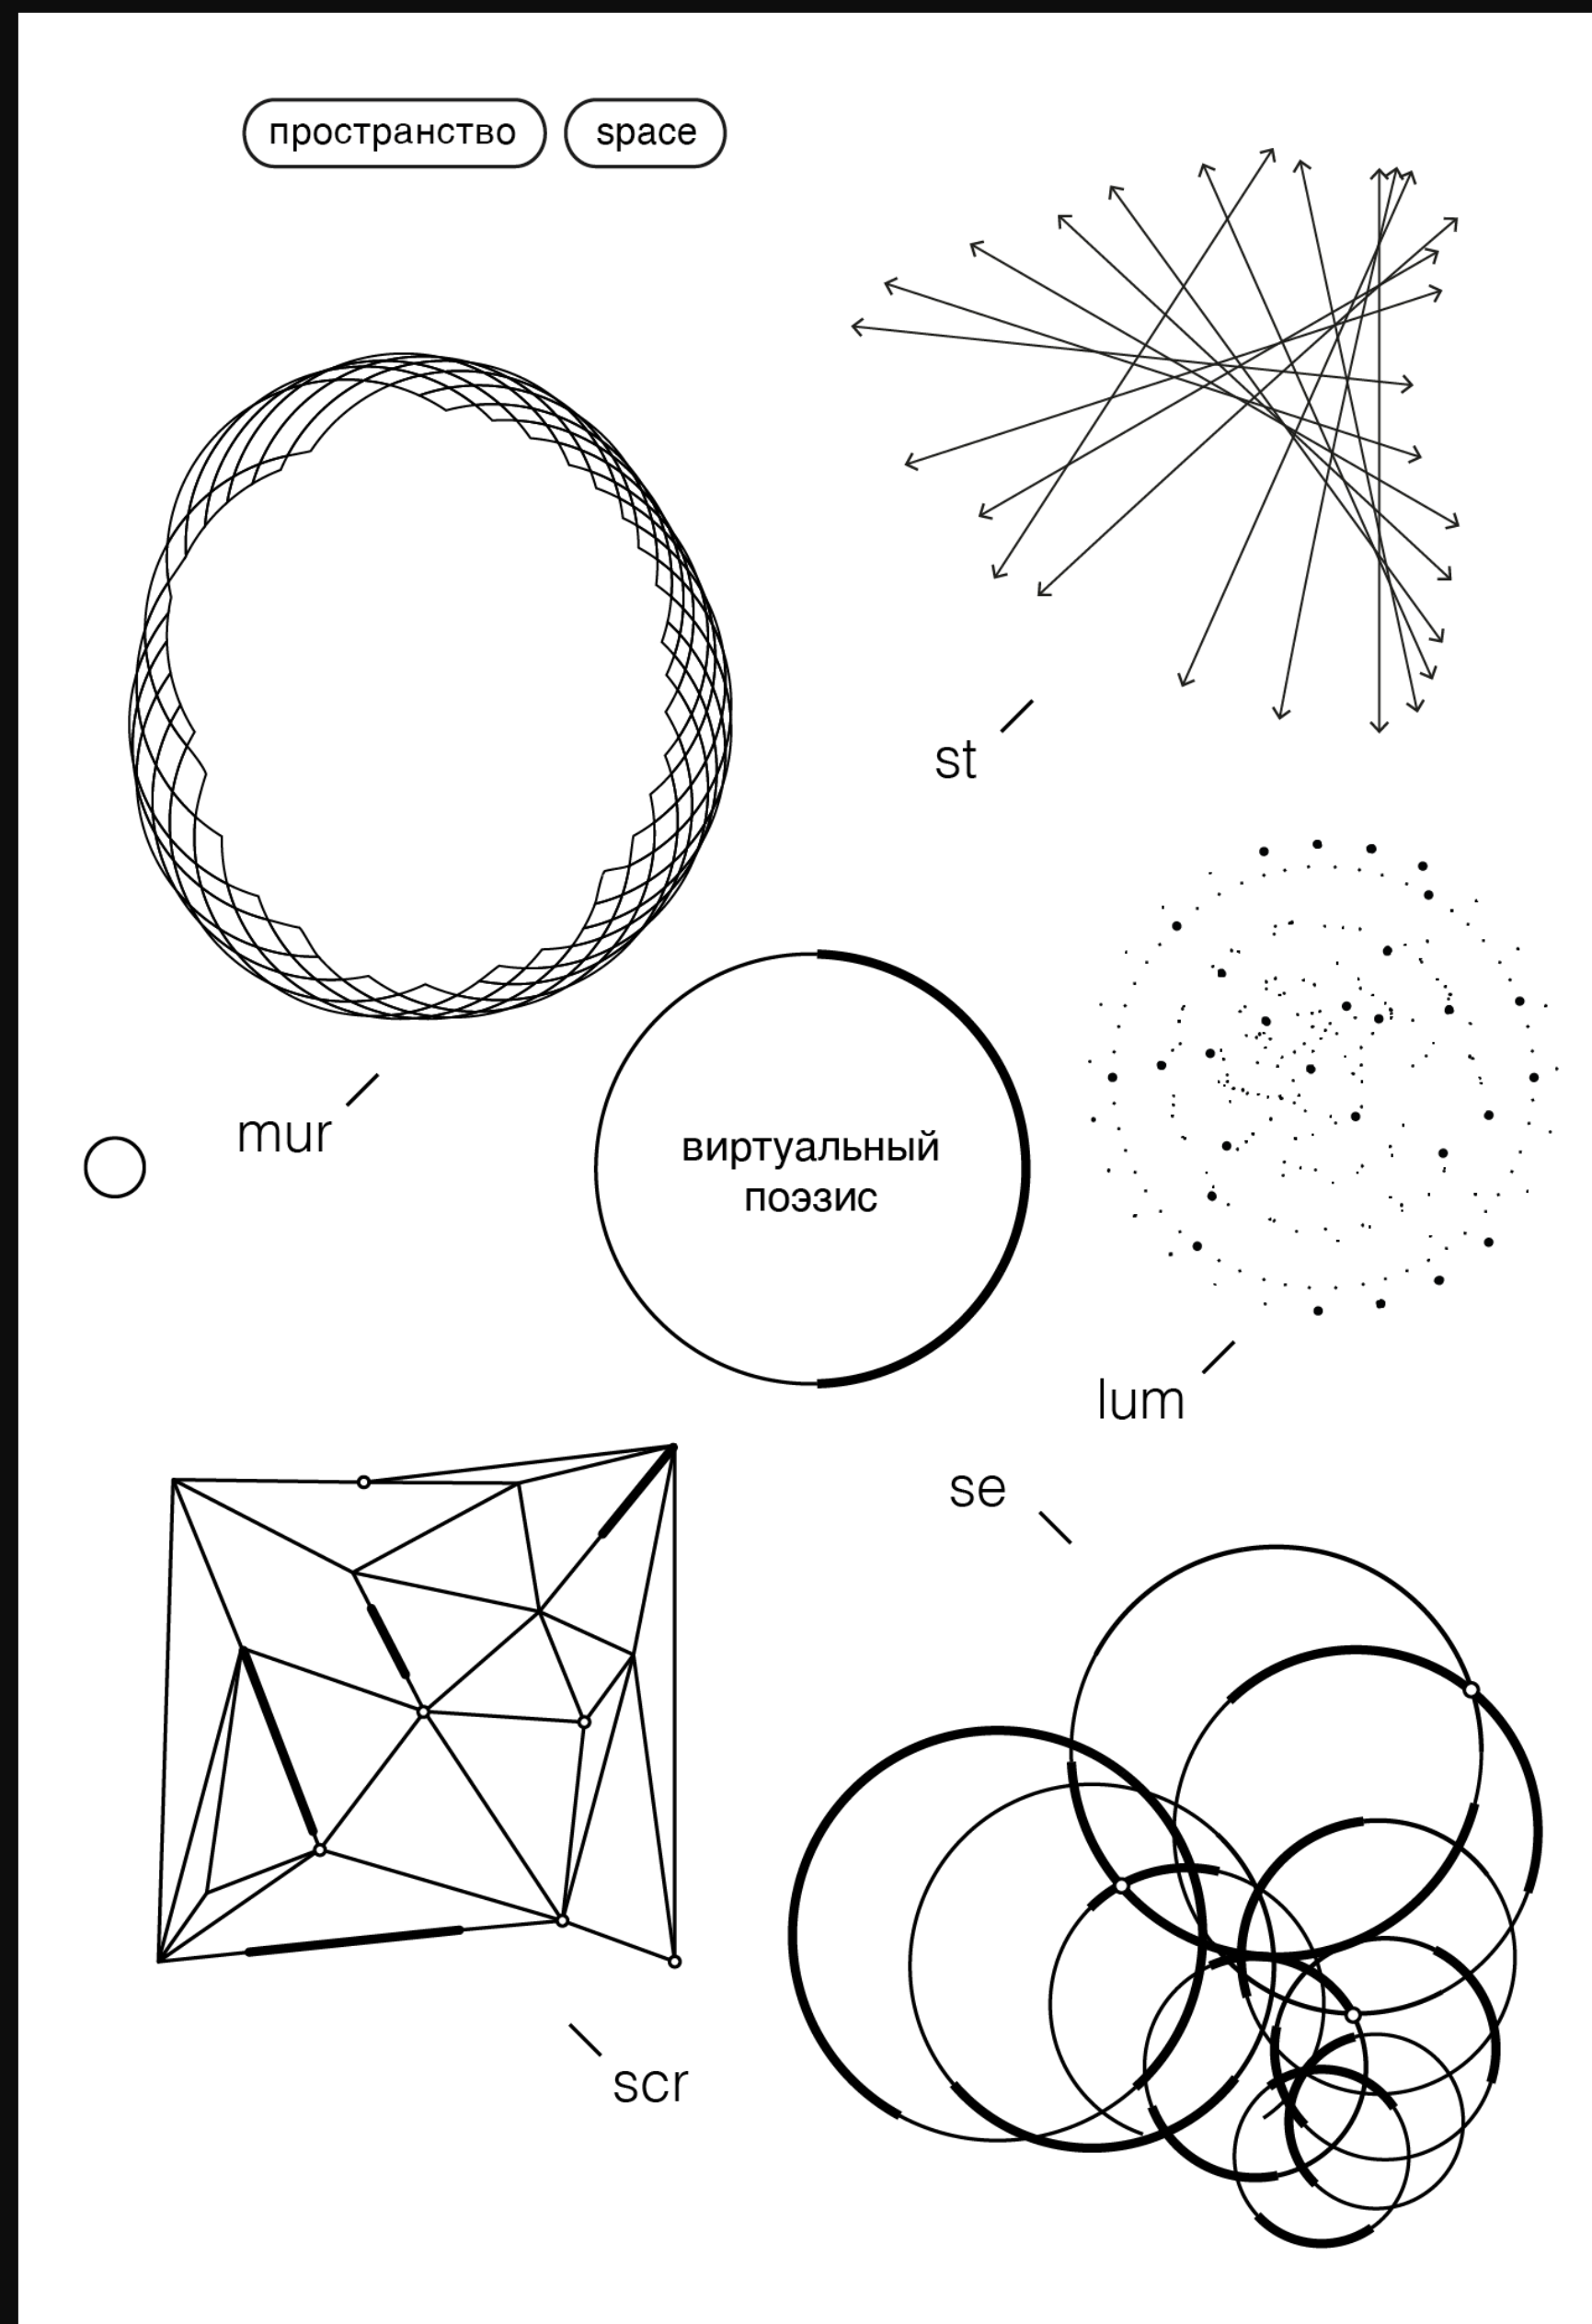 пространство
space
st
mur
виртуальный
поэзис
lum
se
scr